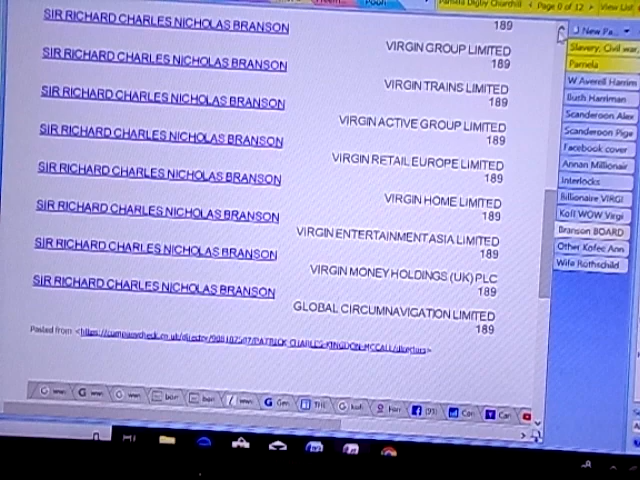 Pamela Digby Churchill
Page 6 of 12
View List
SIR RICHARD CHARLES NICHOLAS BRANSON
189
VIRGIN GROUP LIMITED
SIR RICHARD CHARLES NICHOLAS BRANSON
189
VIRGIN TRAINS LIMITED
SIR RICHARD CHARLES NICHOLAS BRANSON
189
VIRGIN ACTIVE GROUP LIMITED
SIR RICHARD CHARLES NICHOLAS BRANSON
189
VIRGIN RETAIL EUROPE LIMITED
SIR RICHARD CHARLES NICHOLAS BRANSON
189
VIRGIN HOME LIMITED
SIR RICHARD CHARLES NICHOLAS BRANSON
189
VIRGIN ENTERTAINMENT ASIA LIMITED
SIR RICHARD CHARLES NICHOLAS BRANSON
189
VIRGIN MONEY HOLDINGS (UK) PLC
SIR RICHARD CHARLES NICHOLAS BRANSON
189
GLOBAL CIRCUMNAVIGATION LIMITED
189
Posted from
New Pa...
Slavery, Civil war,
Pamela
W Averell Harrim
Bush Harriman
Scanderoon Alex
Scanderoon Pige
Facebook cover
Annan Millionair
Interlocks
Billionaire VIRGI
Kofi WOW Virgi
Branson BOARD
Other Kofee Ann
Wife Rothschild